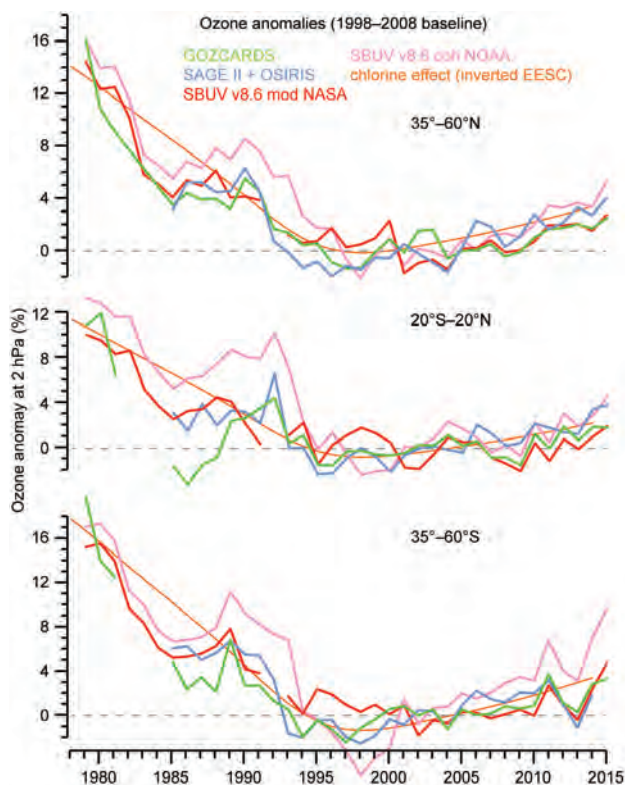 Ozone anomalies (1998–2008 baseline)
GOZCARDS
SBUV v8.6 coh NOAA
SAGE II + OSIRIS
chlorine effect (inverted EESC)
SBUV v8.6 mod NASA
35°–60°N
16
12
8
4
0
20°S–20°N
12
8
4
0
Ozone anomay at 2 hPa (%)
35°–60°S
16
12
8
4
0
1980 1985 1990 1995 2000 2005 2010 2015